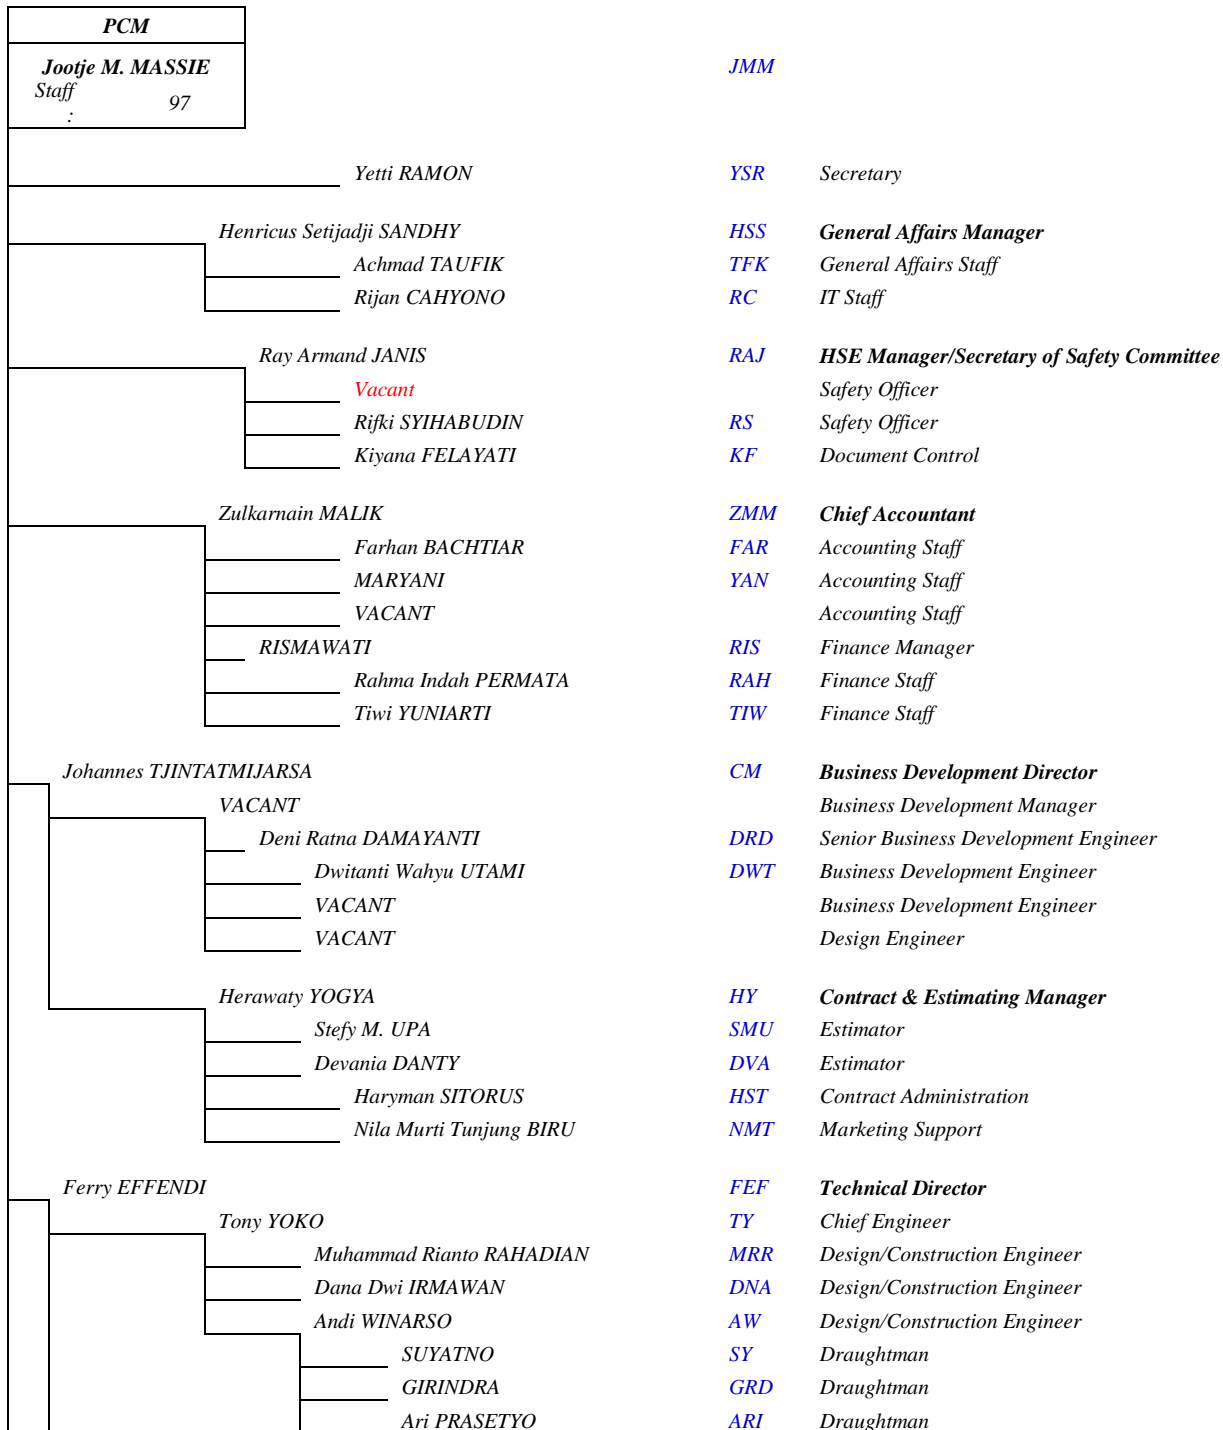 PCM
Jootje M. MASSIE JMM
Staff : 97
Yetti RAMON YSR Secretary
Henricus Setijadji SANDHY HSS General Affairs Manager
Achmad TAUFIK TFK General Affairs Staff
Rijan CAHYONO RC IT Staff
Ray Armand JANIS RAJ HSE Manager/Secretary of Safety Committee
Vacant Safety Officer
Rifki SYIHABUDIN RS Safety Officer
Kiyana FELAYATI KF Document Control
Zulkarnain MALIK ZMM Chief Accountant
Farhan BACHTIAR FAR Accounting Staff
MARYANI YAN Accounting Staff
VACANT Accounting Staff
RISMAWATI RIS Finance Manager
Rahma Indah PERMATA RAH Finance Staff
Tiwi YUNIARTI TIW Finance Staff
Johannes TJINTATMIJARSA CM Business Development Director
VACANT Business Development Manager
Deni Ratna DAMAYANTI DRD Senior Business Development Engineer
Dwitanti Wahyu UTAMI DWT Business Development Engineer
VACANT Business Development Engineer
VACANT Design Engineer
Herawaty YOGYA HY Contract & Estimating Manager
Stefy M. UPA SMU Estimator
Devania DANTY DVA Estimator
Haryman SITORUS HST Contract Administration
Nila Murti Tunjung BIRU NMT Marketing Support
Ferry EFFENDI FEF Technical Director
Tony YOKO TY Chief Engineer
Muhammad Rianto RAHADIAN MRR Design/Construction Engineer
Dana Dwi IRMAWAN DNA Design/Construction Engineer
Andi WINARSO AW Design/Construction Engineer
SUYATNO SY Draughtman
GIRINDRA GRD Draughtman
Ari PRASETYO ARI Draughtman